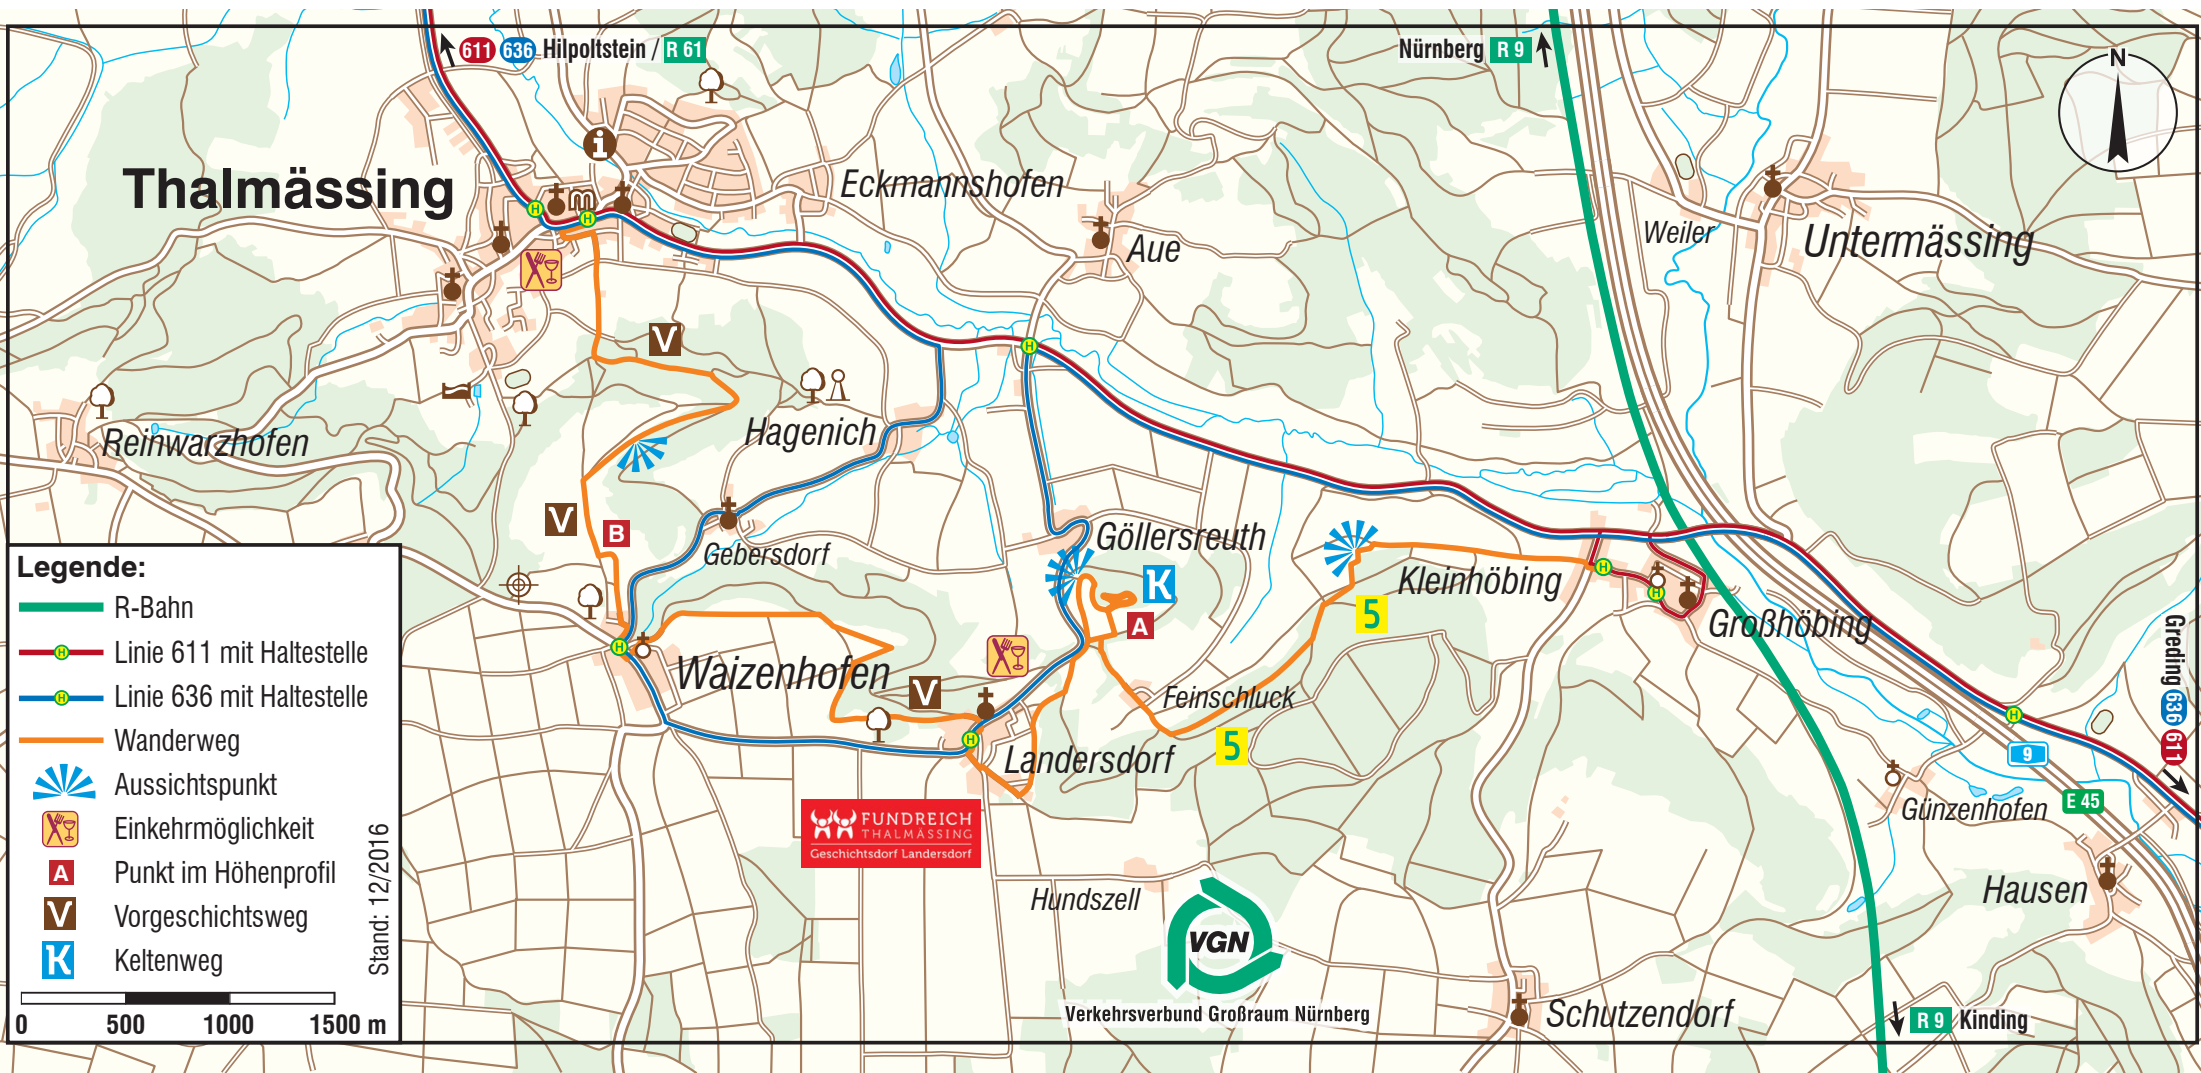 611 636 Hilpoltstein / R 61
Nürnberg R 9
N
i
Thalmässing
Eckmannshofen
Aue
Weiler
Untermässing
H
H
m
V
H
Reinwarzhofen
Hagenich
V
B
Gebersdorf
Göllersreuth
K
A
Kleinhöbing
5
H
H
Großhöbing
H
Waizenhofen
V
Feinschluck
5
H
Landersdorf
H
9
E 45
Greding 636 611
Günzenhofen
Hausen
FUNDREICH
THALMÄSSING
Geschichtsdorf Landersdorf
Hundszell
VGN
Verkehrsverbund Großraum Nürnberg
Schutzendorf
R 9 Kinding
Legende:
R-Bahn
H Linie 611 mit Haltestelle
H Linie 636 mit Haltestelle
Wanderweg
Aussichtspunkt
Einkehrmöglichkeit
A Punkt im Höhenprofil
V Vorgeschichtsweg
K Keltenweg
0 500 1000 1500 m
Stand: 12/2016